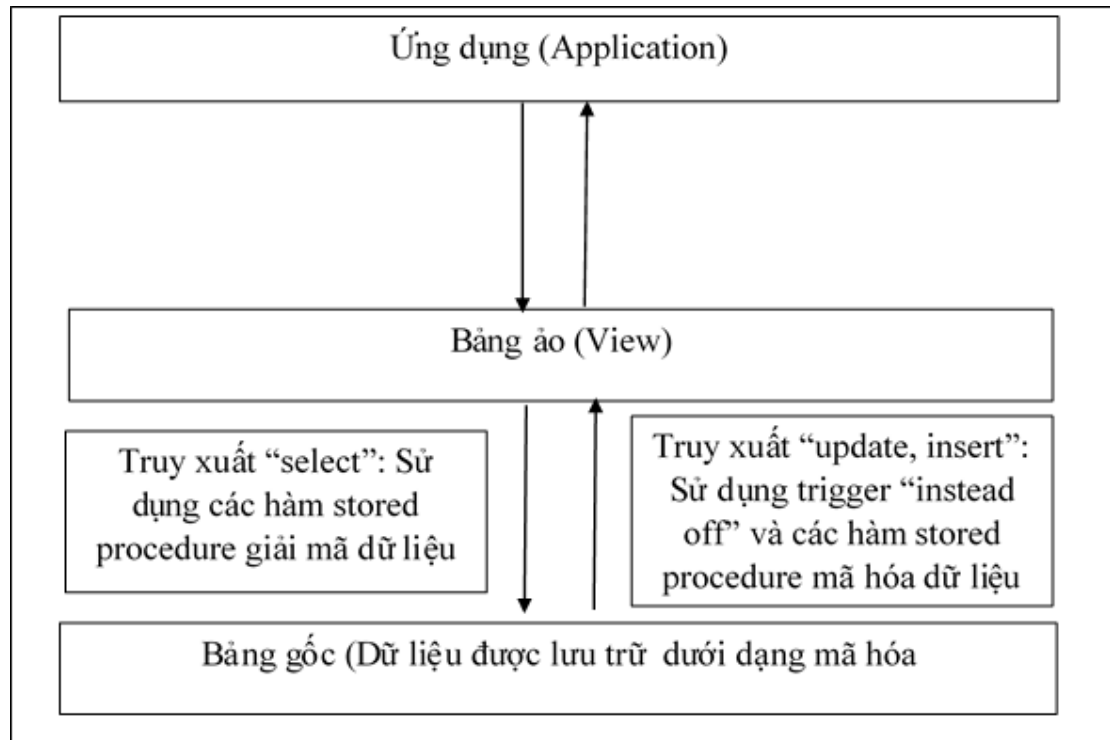 Ứng dụng (Application)
Bảng ảo (View)
Truy xuất “select”: Sử
dụng các hàm stored
procedure giải mã dữ liệu
Truy xuất “update, insert”:
Sử dụng trigger “instead
off” và các hàm stored
procedure mã hóa dữ liệu
Bảng gốc (Dữ liệu được lưu trữ dưới dạng mã hóa